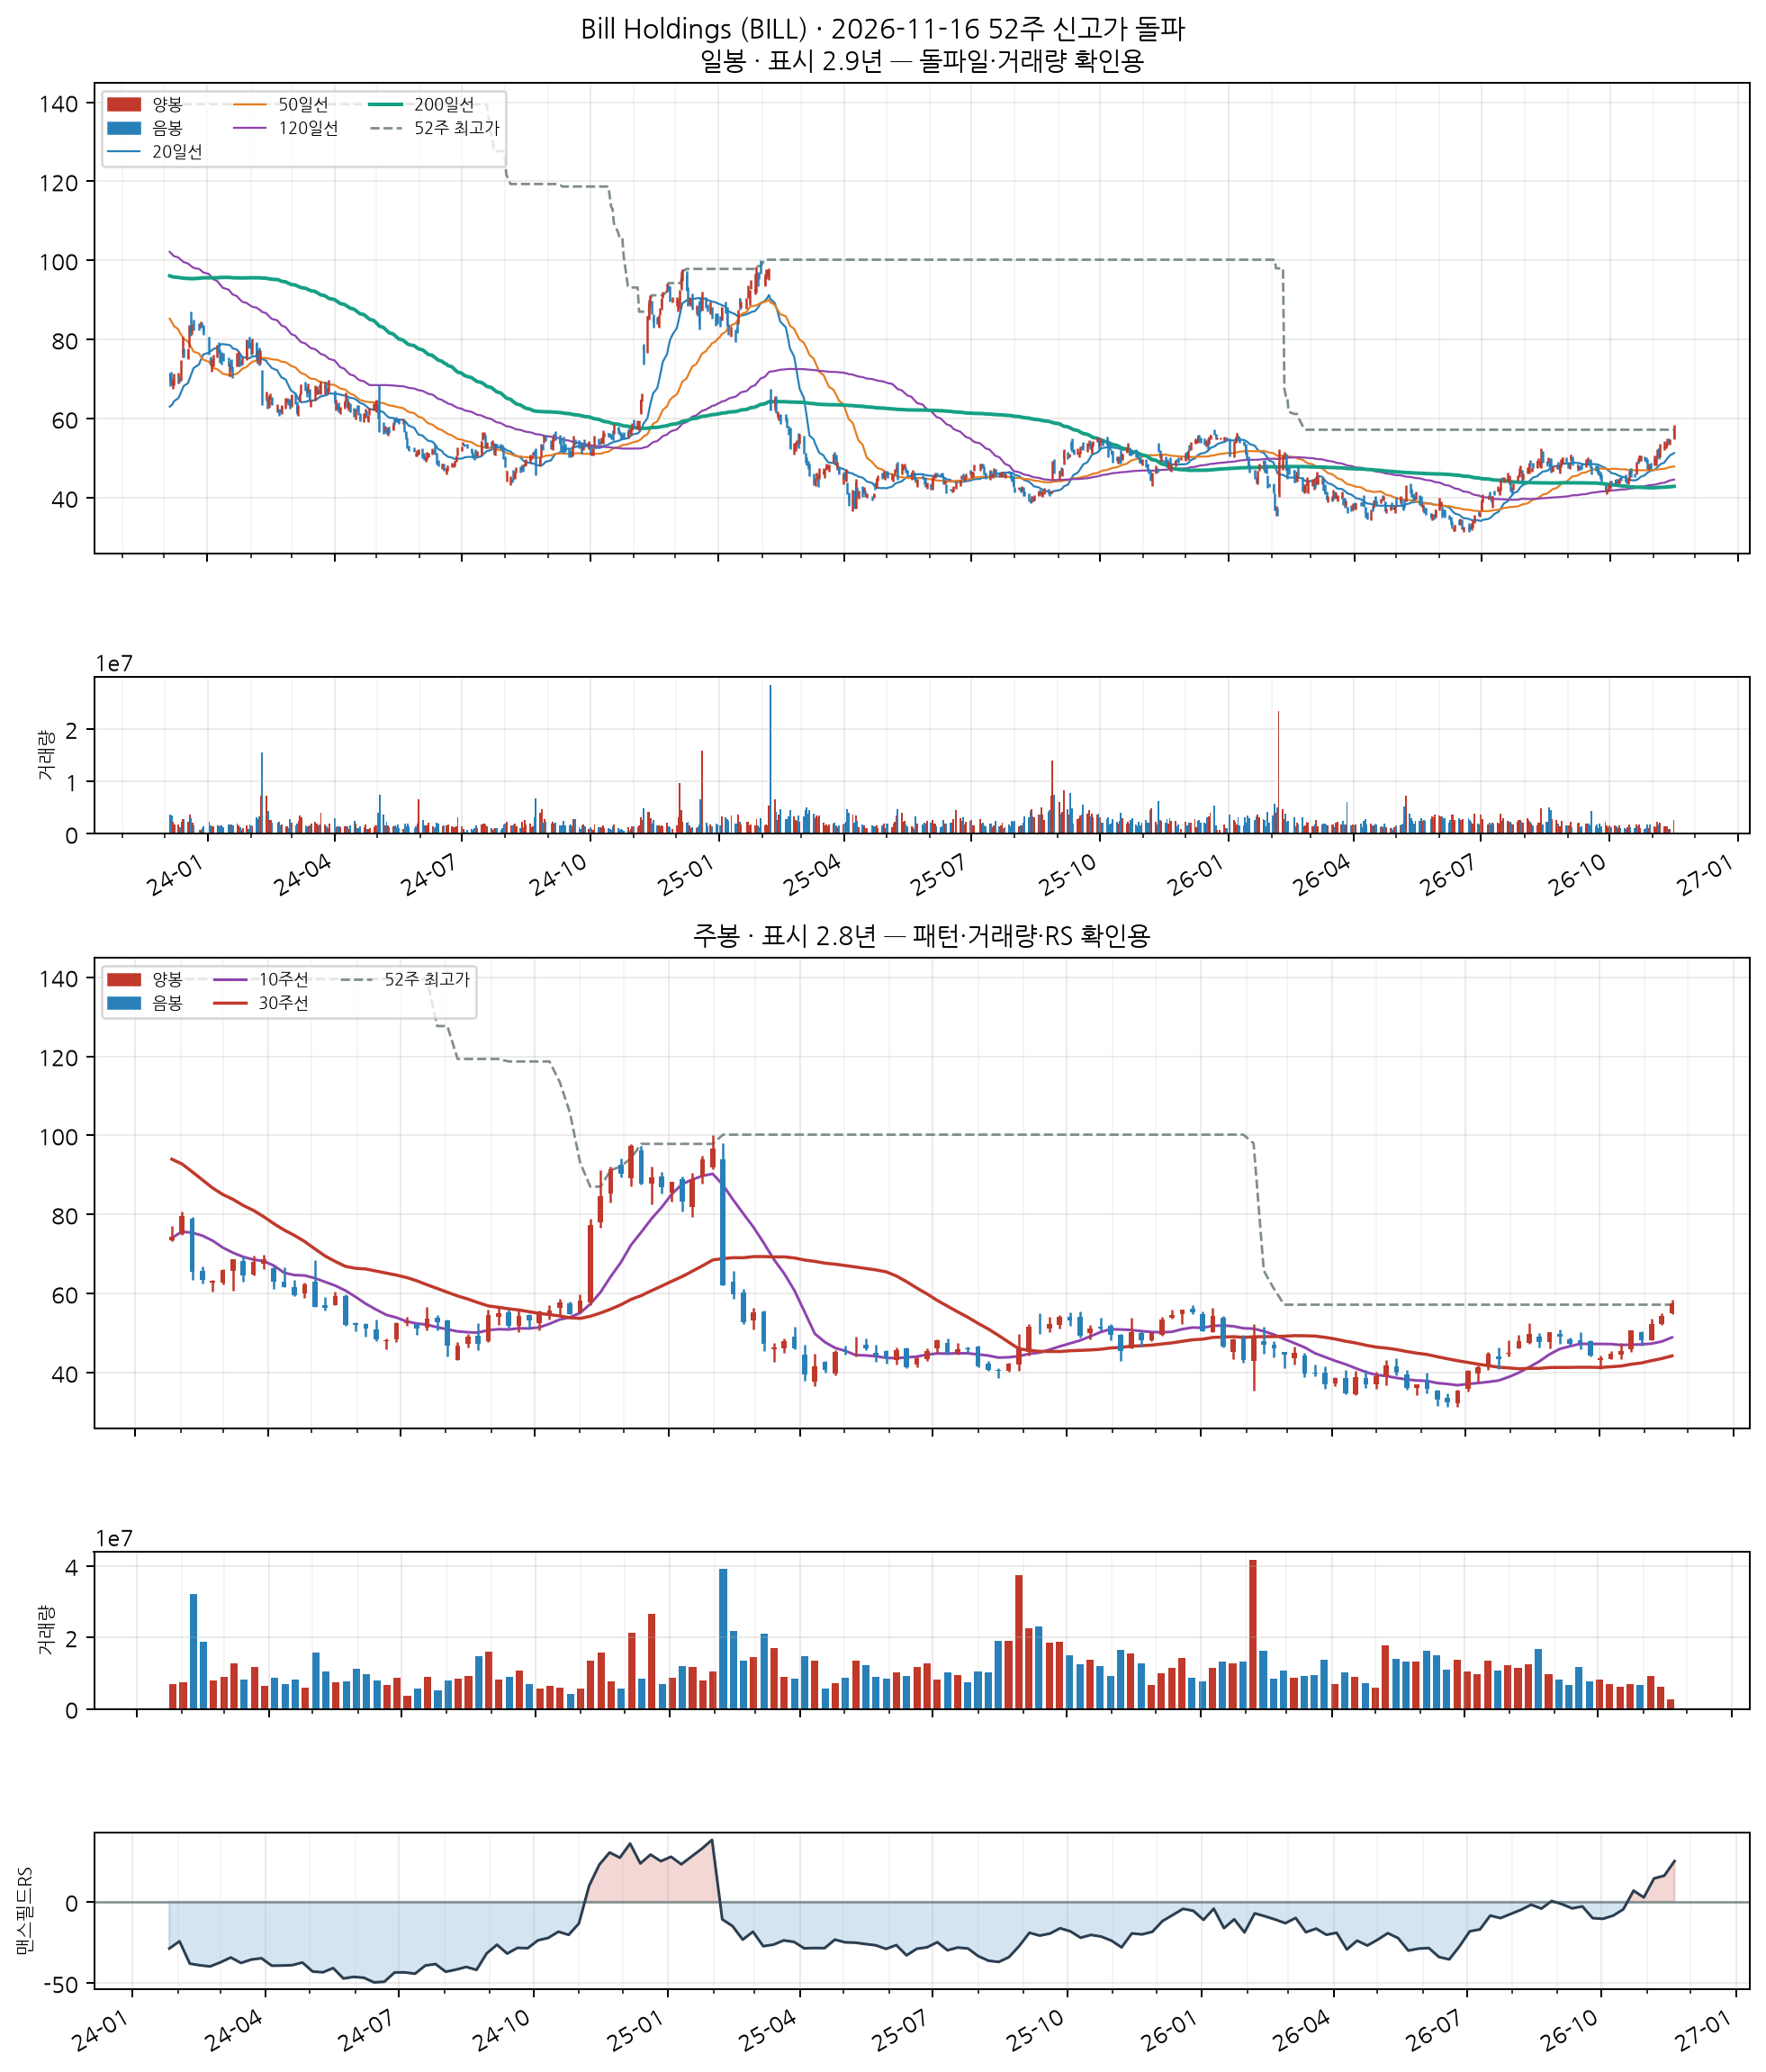 Bill Holdings (BILL) · 2026-11-16 52주 신고가 돌파
일봉 · 표시 2.9년 — 돌파일·거래량 확인용
양봉 50일선 200일선
음봉 120일선 52주 최고가
20일선
140
120
100
80
60
40
1e7
거래량
2
1
0
24-01 24-04 24-07 24-10 25-01 25-04 25-07 25-10 26-01 26-04 26-07 26-10 27-01
주봉 · 표시 2.8년 — 패턴·거래량·RS 확인용
양봉 10주선 52주 최고가
음봉 30주선
140
120
100
80
60
40
1e7
거래량
4
2
0
맨스필드RS
0
-50
24-01 24-04 24-07 24-10 25-01 25-04 25-07 25-10 26-01 26-04 26-07 26-10 27-01